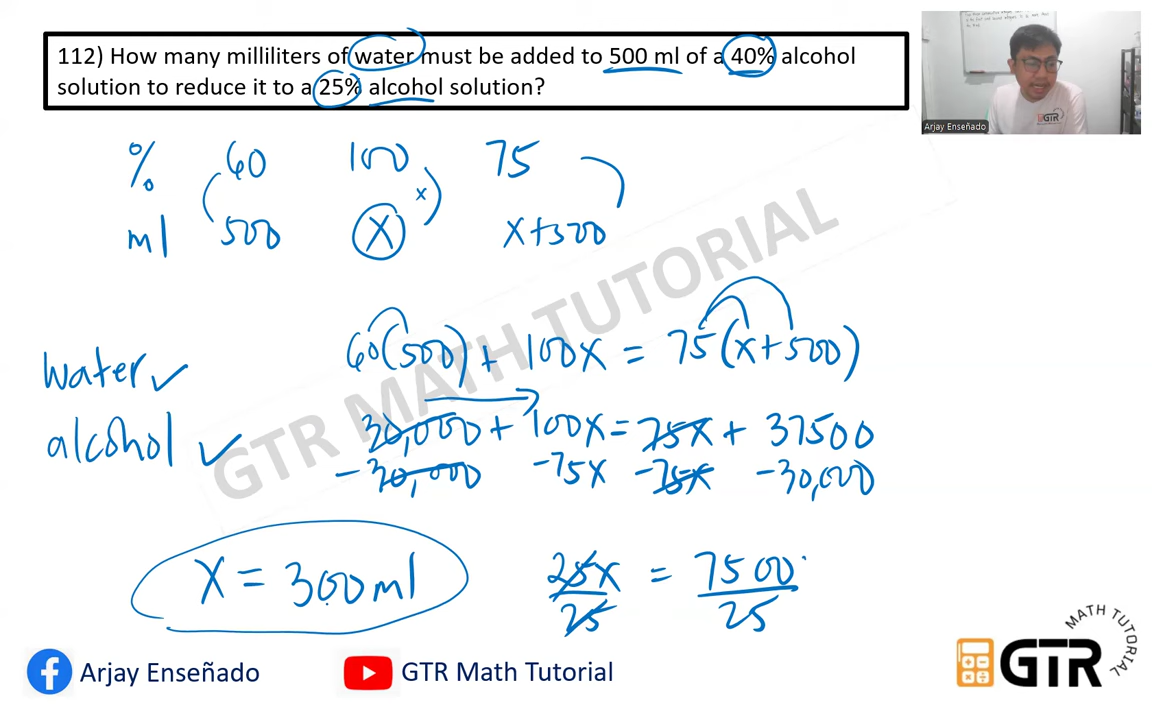 112) How many milliliters of water must be added to 500 ml of a 40% alcohol
solution to reduce it to a 25% alcohol solution?
GTR
Arjay Enseñado
% 60 100 75
x
ml 500 X x+500
60(500) + 100x = 75(x+500)
water ✓
30,000 + 100x = 75x + 37500
alcohol ✓
-30,000 -75x -75x -30,000
x = 300ml
25x = 7500
25 25
GTR MATH TUTORIAL
Arjay Enseñado
GTR Math Tutorial
GTR MATH TUTORIAL